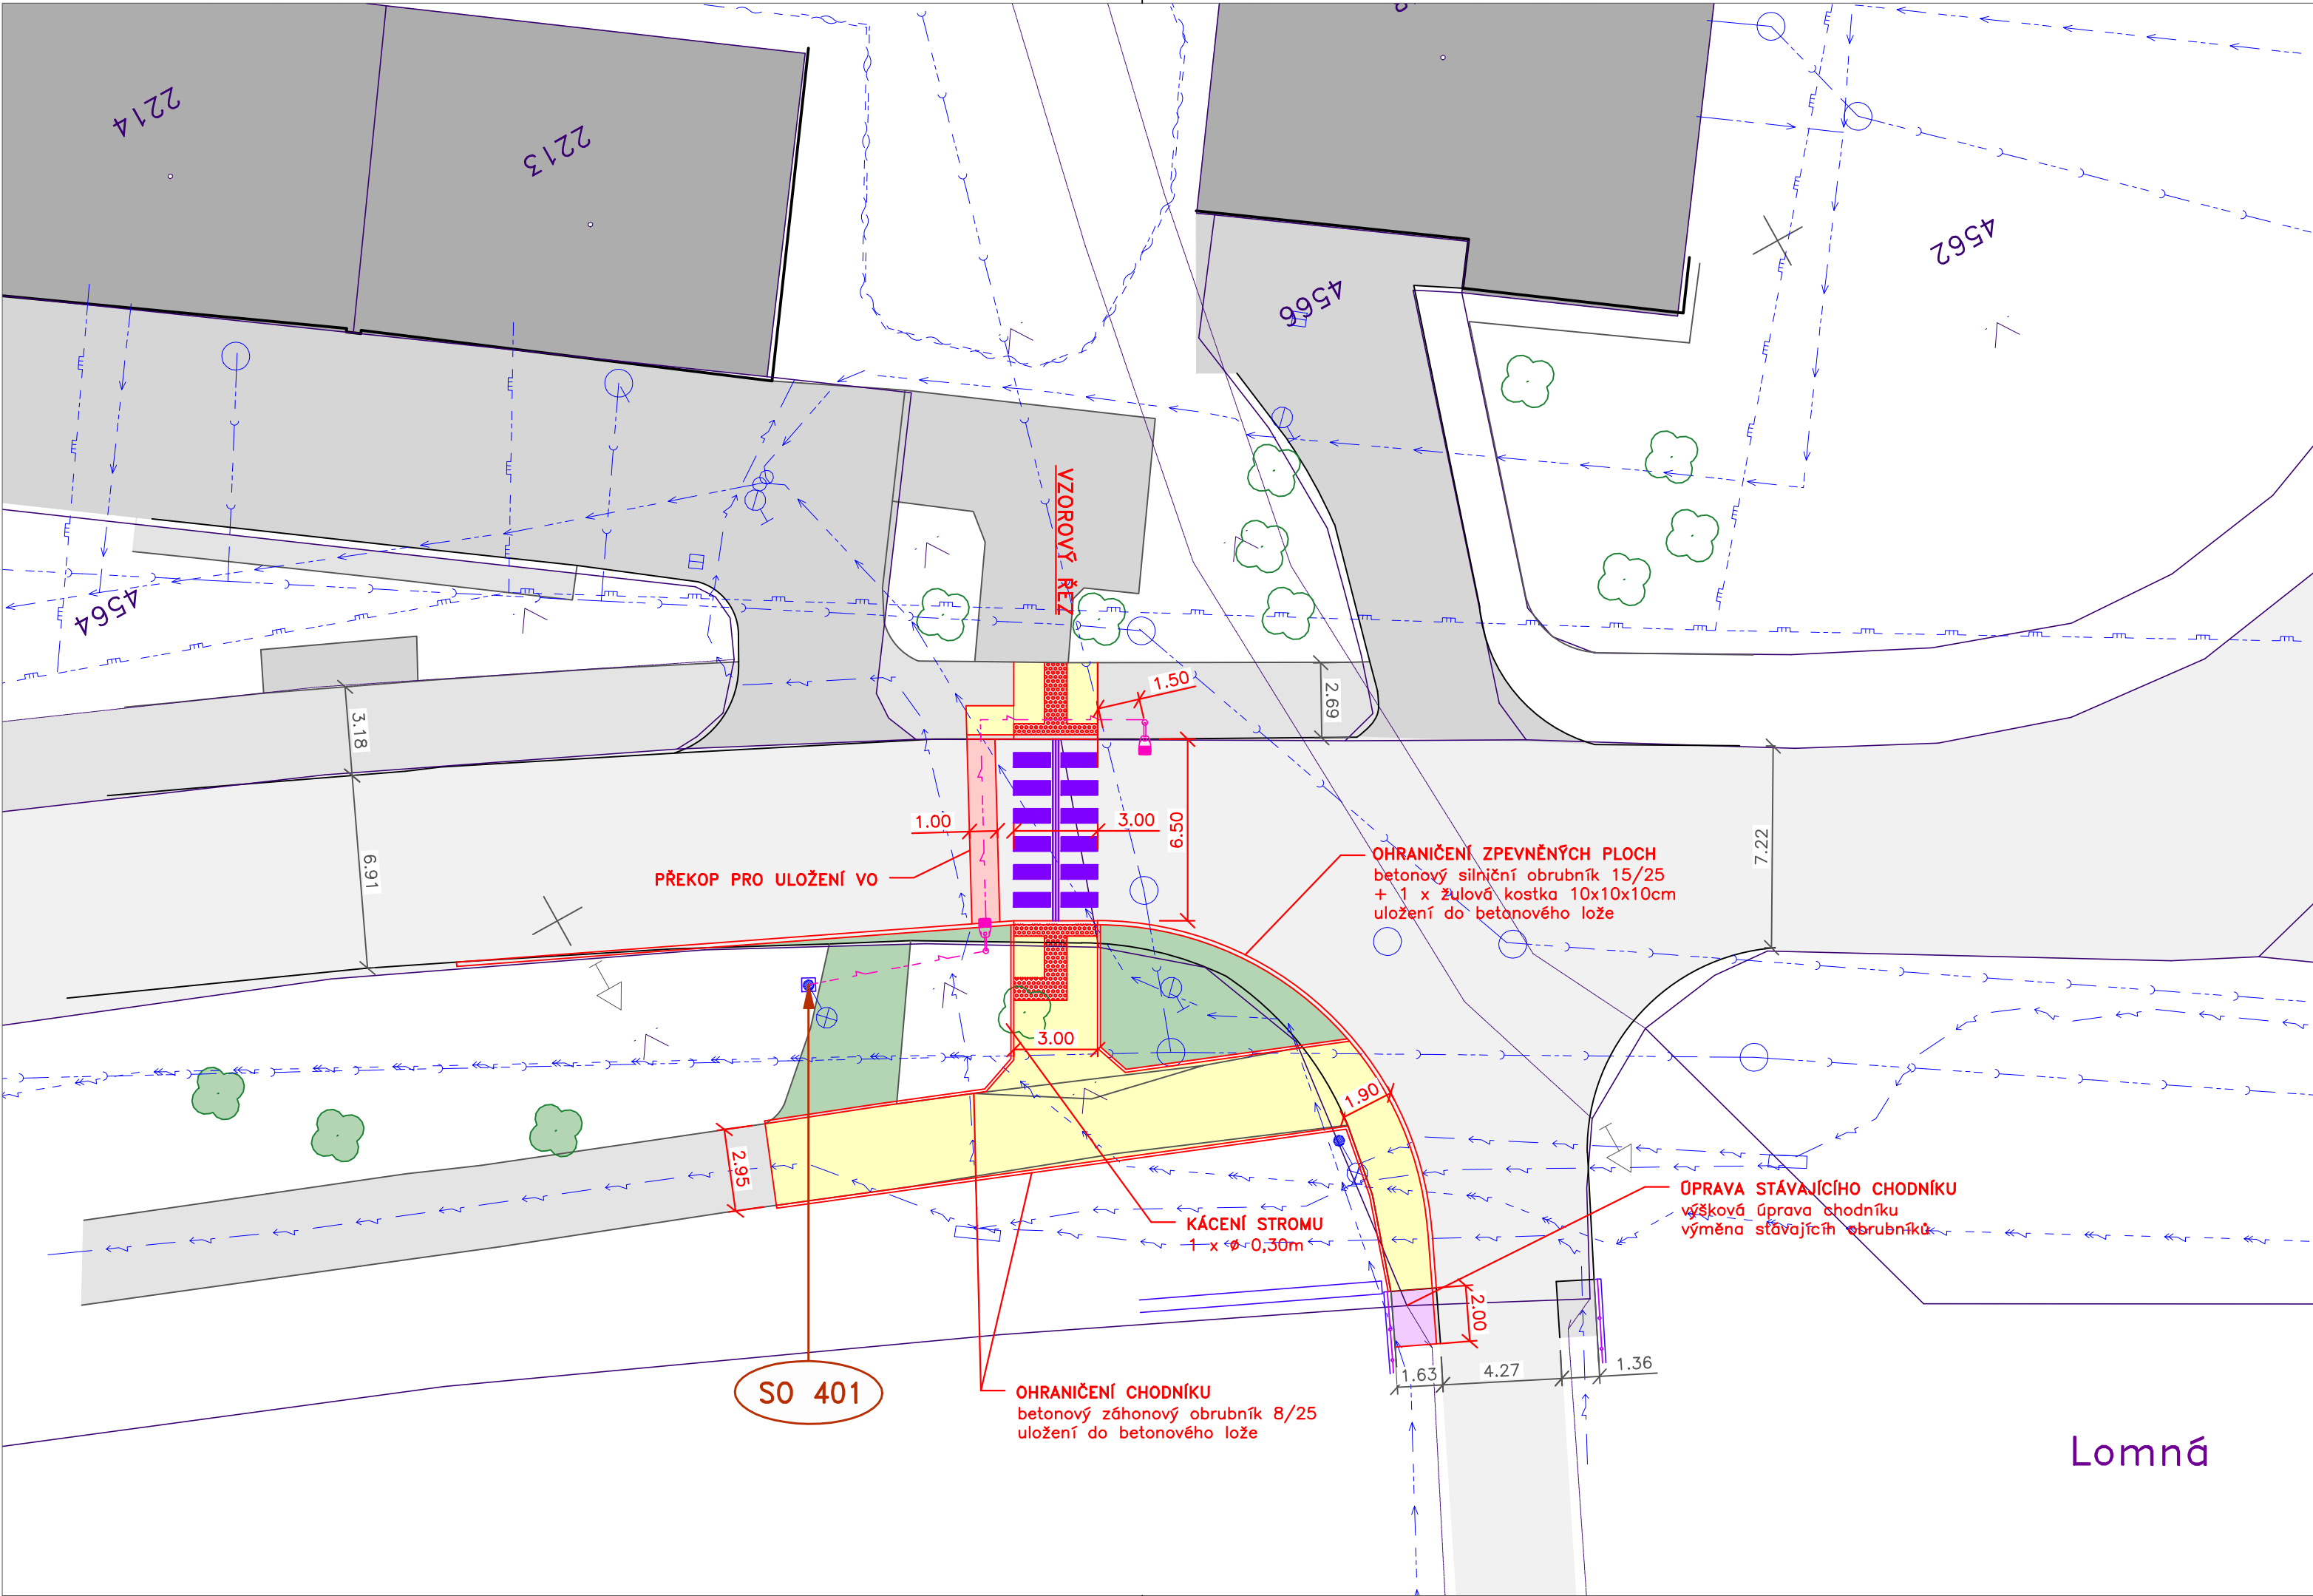 2214
2213
4562
4566
4564
VZOROVÝ ŘEZ
1.50
2.69
3.18
1.00
3.00
6.50
7.22
6.91
PŘEKOP PRO ULOŽENÍ VO
OHRANIČENÍ ZPEVNĚNÝCH PLOCH
betonový silniční obrubník 15/25
+ 1 x žulová kostka 10x10x10cm
uložení do betonového lože
3.00
1.90
2.95
KÁCENÍ STROMU
1 x ø 0,30m
ÚPRAVA STÁVAJÍCÍHO CHODNÍKU
výšková úprava chodníku
výměna stávajících obrubníků
2.00
1.63
4.27
1.36
SO 401
OHRANIČENÍ CHODNÍKU
betonový záhonový obrubník 8/25
uložení do betonového lože
Lomná